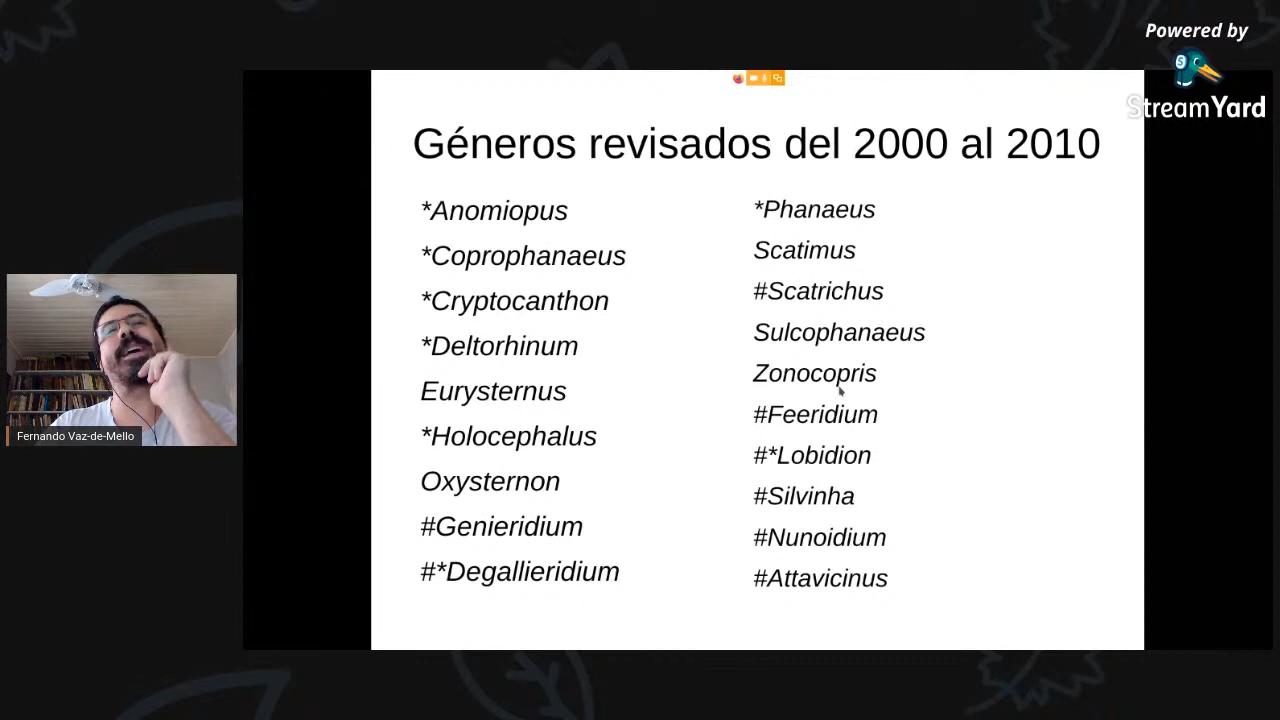 Powered by
StreamYard
Géneros revisados del 2000 al 2010
*Anomiopus
*Coprophanaeus
*Cryptocanthon
*Deltorhinum
Eurysternus
*Holocephalus
Oxysternon
#Genieridium
#*Degallieridium
*Phanaeus
Scatimus
#Scatrichus
Sulcophanaeus
Zonocopris
#Feeridium
#*Lobidion
#Silvinha
#Nunoidium
#Attavicinus
Fernando Vaz-de-Mello